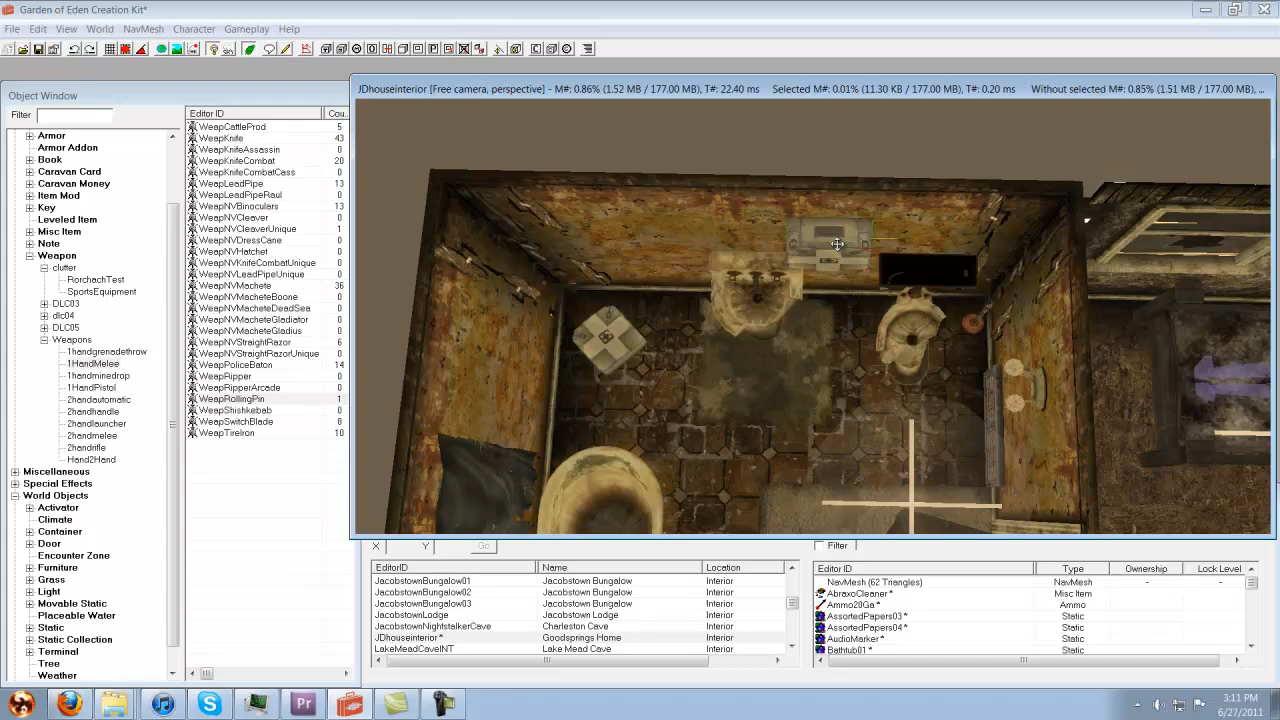 Garden of Eden Creation Kit*
File Edit View World NavMesh Character Gameplay Help
Object Window
Filter
Armor
Armor Addon
Book
Caravan Card
Caravan Money
Item Mod
Key
Leveled Item
Misc Item
Note
Weapon
clutter
RorchachTest
SportsEquipment
DLC03
dlc04
DLC05
Weapons
1handgrenadethrow
1HandMelee
1handminedrop
1HandPistol
2handautomatic
2handhandle
2handlauncher
2handmelee
2handrifle
Hand2Hand
Miscellaneous
Special Effects
World Objects
Activator
Climate
Container
Door
Encounter Zone
Furniture
Grass
Light
Movable Static
Placeable Water
Static
Static Collection
Terminal
Tree
Weather
Editor ID Cou...
WeapCattleProd 5
WeapKnife 43
WeapKnifeAssassin 0
WeapKnifeCombat 20
WeapKnifeCombatCass 0
WeapLeadPipe 13
WeapLeadPipeRaul 0
WeapNVBinoculars 13
WeapNVCleaver 0
WeapNVCleaverUnique 1
WeapNVDressCane 0
WeapNVHatchet 0
WeapNVKnifeCombatUnique 0
WeapNVLeadPipeUnique 0
WeapNVMachete 36
WeapNVMacheteBoone 0
WeapNVMacheteDeadSea 0
WeapNVMacheteGladiator 0
WeapNVMacheteGladius 0
WeapNVStraightRazor 6
WeapNVStraightRazorUnique 0
WeapPoliceBaton 14
WeapRipper 0
WeapRipperArcade 0
WeapRollingPin 1
WeapShishkebab 0
WeapSwitchBlade 8
WeapTireIron 10
JDhouseinterior [Free camera, perspective] - M#: 0.86% (1.52 MB / 177.00 MB), T#: 22.40 ms Selected M#: 0.01% (11.30 KB / 177.00 MB), T#: 0.20 ms Without selected M#: 0.85% (1.51 MB / 177.00 MB), ...
X Y Go
EditorID Name Location
JacobstownBungalow01 Jacobstown Bungalow Interior
JacobstownBungalow02 Jacobstown Bungalow Interior
JacobstownBungalow03 Jacobstown Bungalow Interior
JacobstownLodge Jacobstown Lodge Interior
JacobstownNightstalkerCave Charleston Cave Interior
JDhouseinterior * Goodsprings Home Interior
LakeMeadCaveINT Lake Mead Cave Interior
Filter
Editor ID Type Ownership Lock Level
NavMesh (62 Triangles) NavMesh - -
AbraxoCleaner * Misc Item
Ammo20Ga * Ammo
AssortedPapers03 * Static
AssortedPapers04 * Static
AudioMarker * Static
Bathtub01 * Static
Pr
3:11 PM
6/27/2011